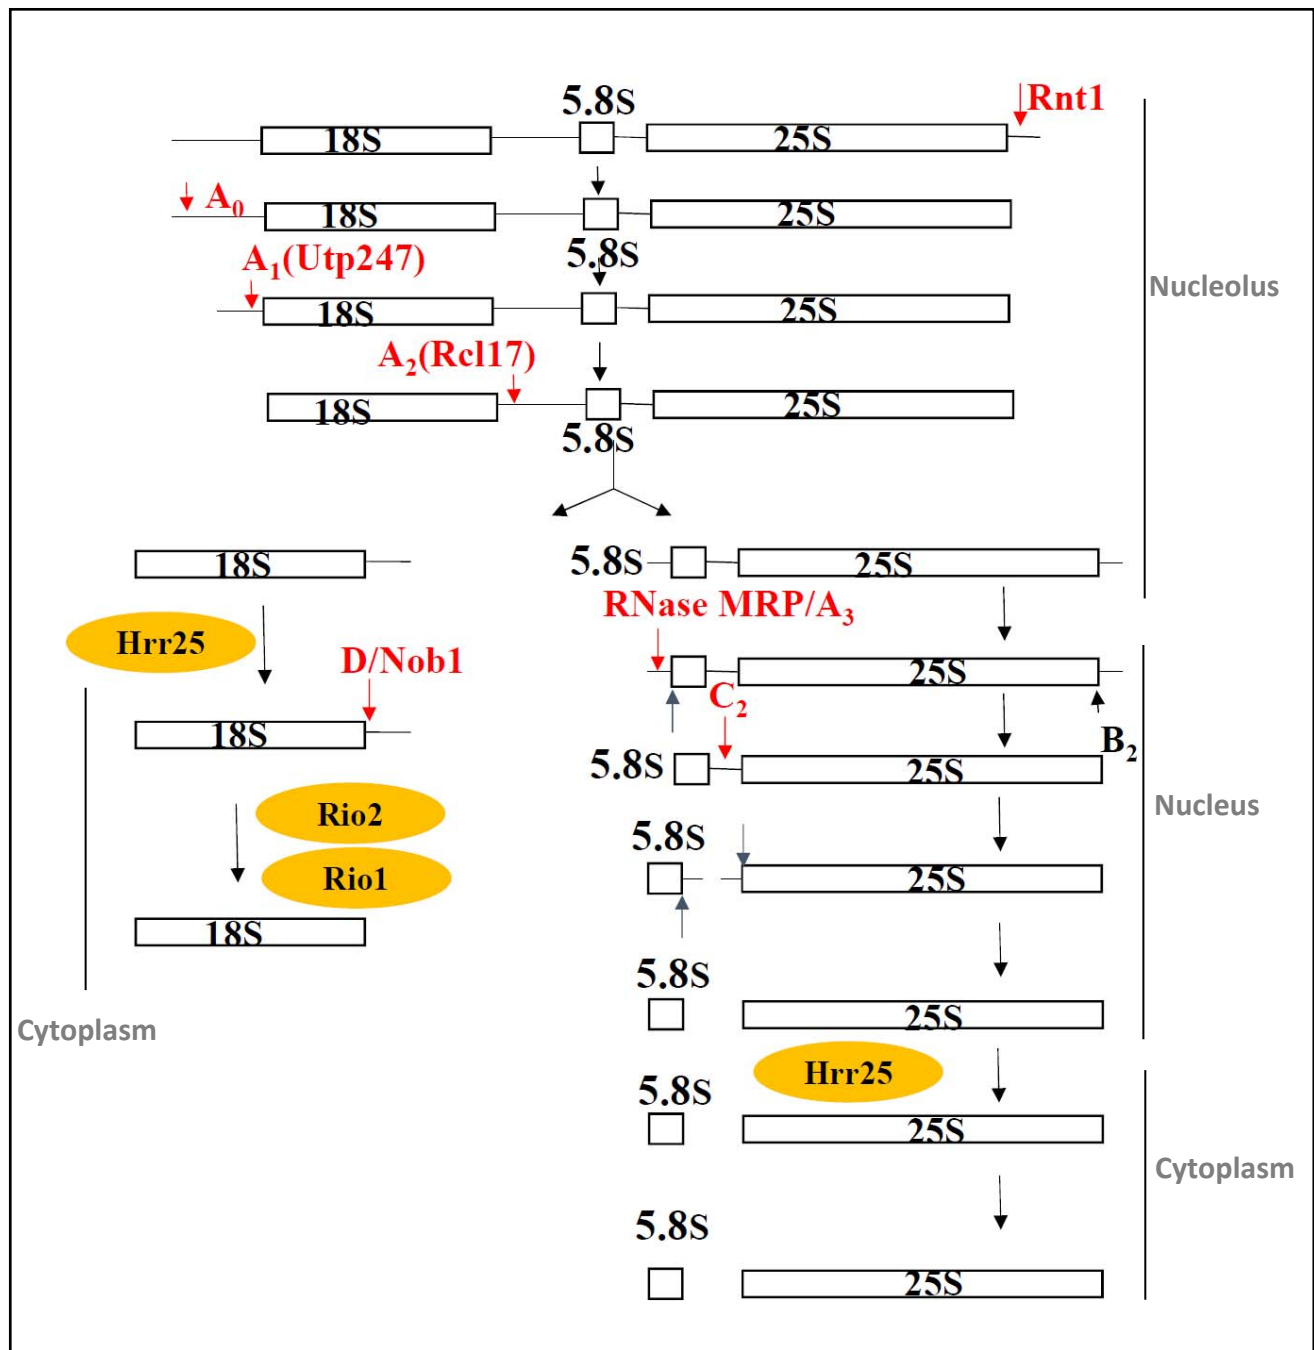 5.8S
Rnt1
18S
25S
A₀
18S
25S
A₁(Utp247)
5.8S
Nucleolus
18S
25S
A₂(Rcl17)
18S
25S
5.8S
18S
5.8S
25S
RNase MRP/A₃
Hrr25
D/Nob1
25S
C₂
18S
B₂
5.8S
25S
Rio2
Nucleus
5.8S
Rio1
25S
18S
5.8S
25S
Cytoplasm
Hrr25
5.8S
25S
Cytoplasm
5.8S
25S